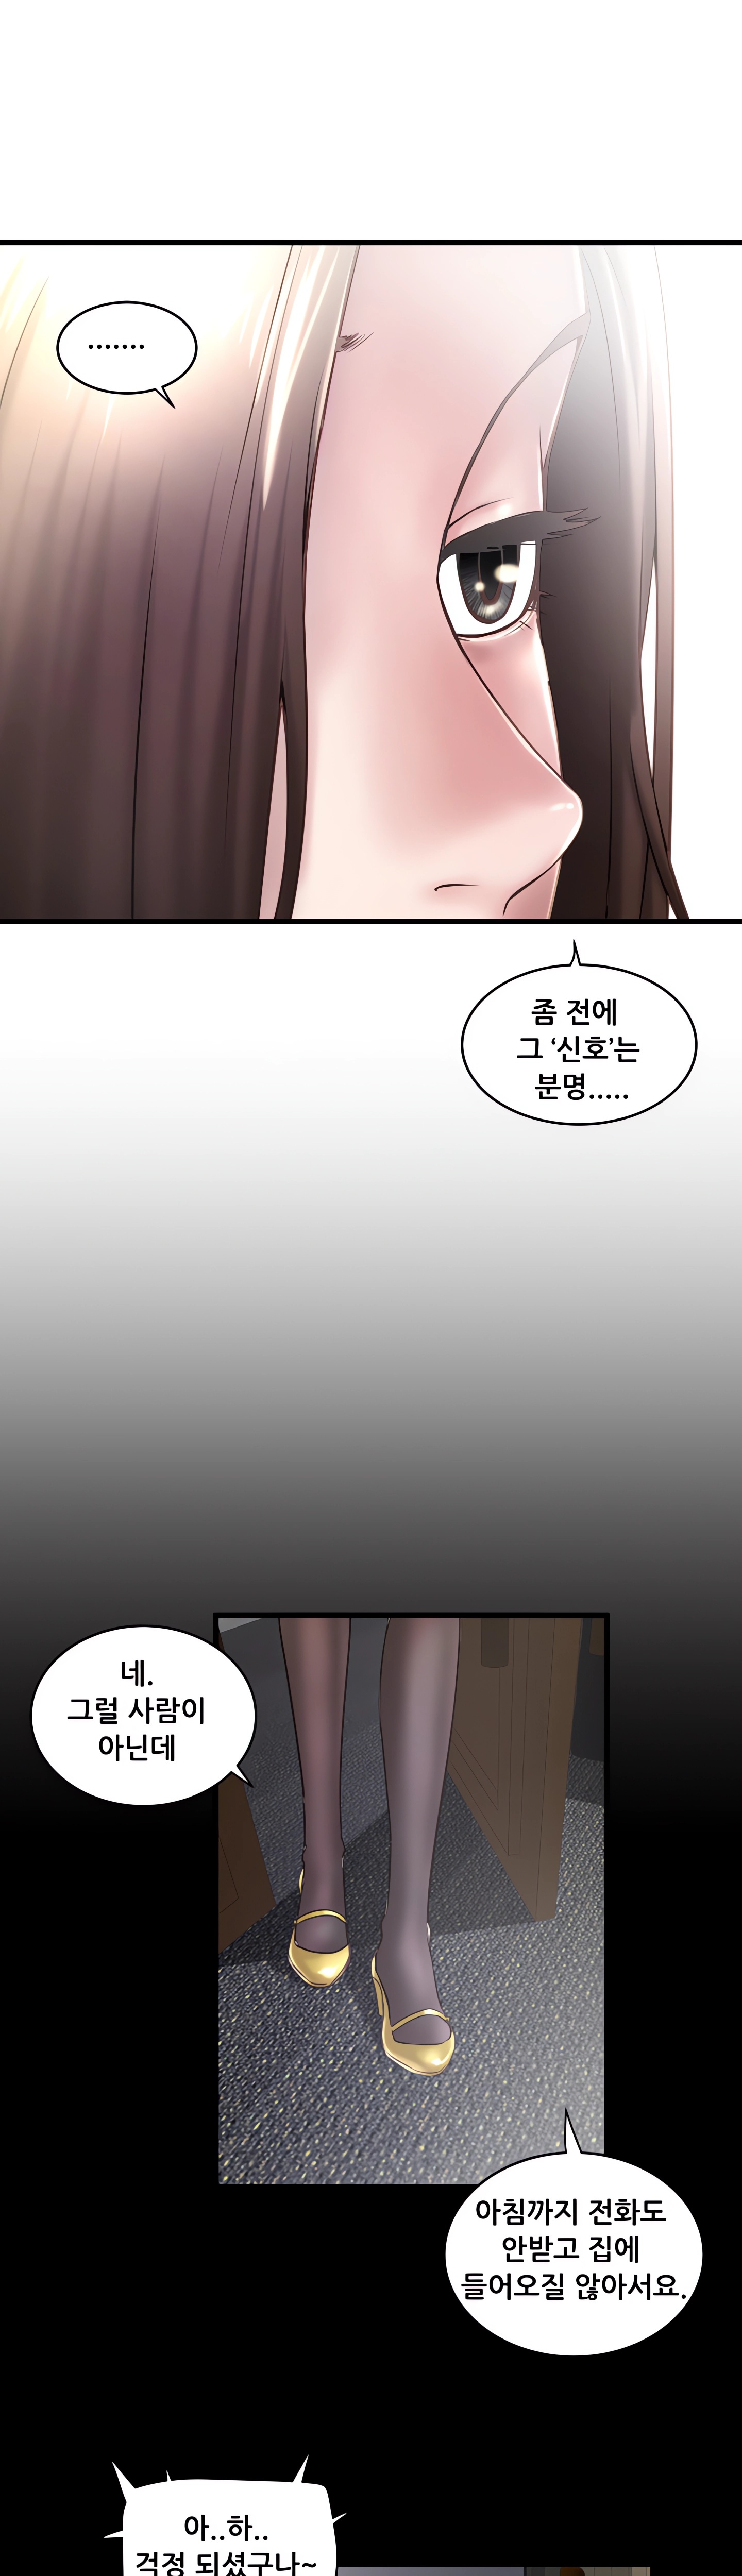 .......
좀 전에
그 ‘신호’는
분명.....
네.
그럴 사람이
아닌데
아침까지 전화도
안받고 집에
들어오질 않아서요.
아..하..
걱정 되셨구나~